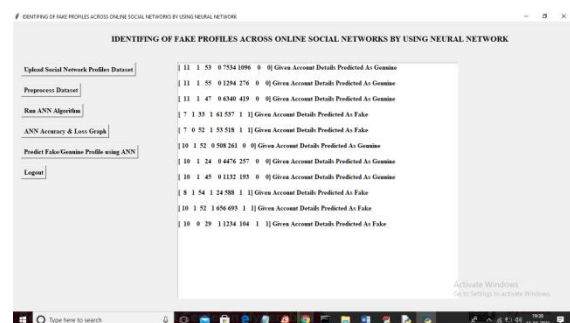 IDENTIFING OF FAKE PROFILES ACROSS ONLINE SOCIAL NETWORKS BY USING NEURAL NETWORK
IDENTIFING OF FAKE PROFILES ACROSS ONLINE SOCIAL NETWORKS BY USING NEURAL NETWORK
Upload Social Network Profiles Dataset
Preprocess Dataset
Run ANN Algorithm
ANN Accuracy & Loss Graph
Predict Fake/Genuine Profile using ANN
Logout
[ 11 1 53 0 7534 1096 0 0] Given Account Details Predicted As Genuine
[ 11 1 55 0 1294 276 0 0] Given Account Details Predicted As Genuine
[ 11 1 47 0 6340 419 0 0] Given Account Details Predicted As Genuine
[ 7 1 33 1 61 537 1 1] Given Account Details Predicted As Fake
[ 7 0 52 1 53 518 1 1] Given Account Details Predicted As Fake
[10 1 52 0 508 261 0 0] Given Account Details Predicted As Genuine
[ 10 1 24 0 4476 257 0 0] Given Account Details Predicted As Genuine
[ 10 1 45 0 1132 193 0 0] Given Account Details Predicted As Genuine
[ 8 1 54 1 24 588 1 1] Given Account Details Predicted As Fake
[10 1 52 1 656 693 1 1] Given Account Details Predicted As Fake
[ 10 0 29 1 1234 104 1 1] Given Account Details Predicted As Fake
Activate Windows
Go to Settings to activate Windows.
Type here to search